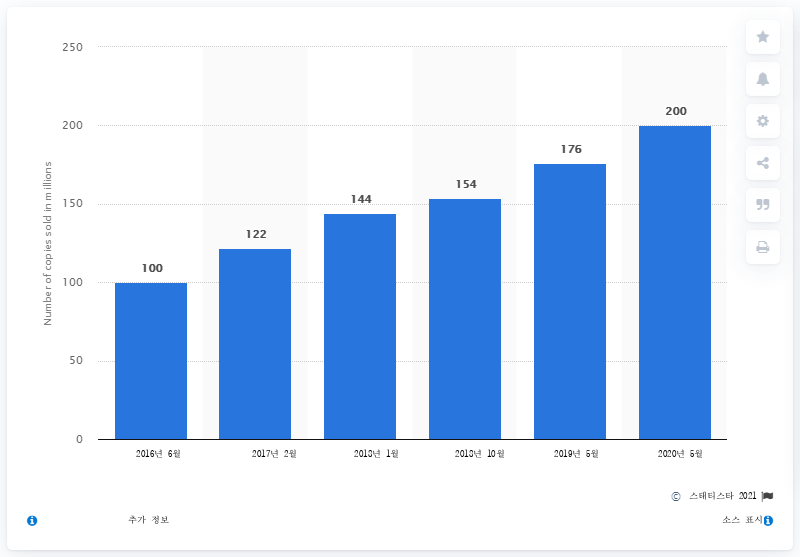 250
200
150
100
50
0
Number of copies sold in millions
100
122
144
154
176
200
2016년 6월
2017년 2월
2018년 1월
2018년 10월
2019년 5월
2020년 5월
© 스태티스타 2021
추가 정보
소스 표시